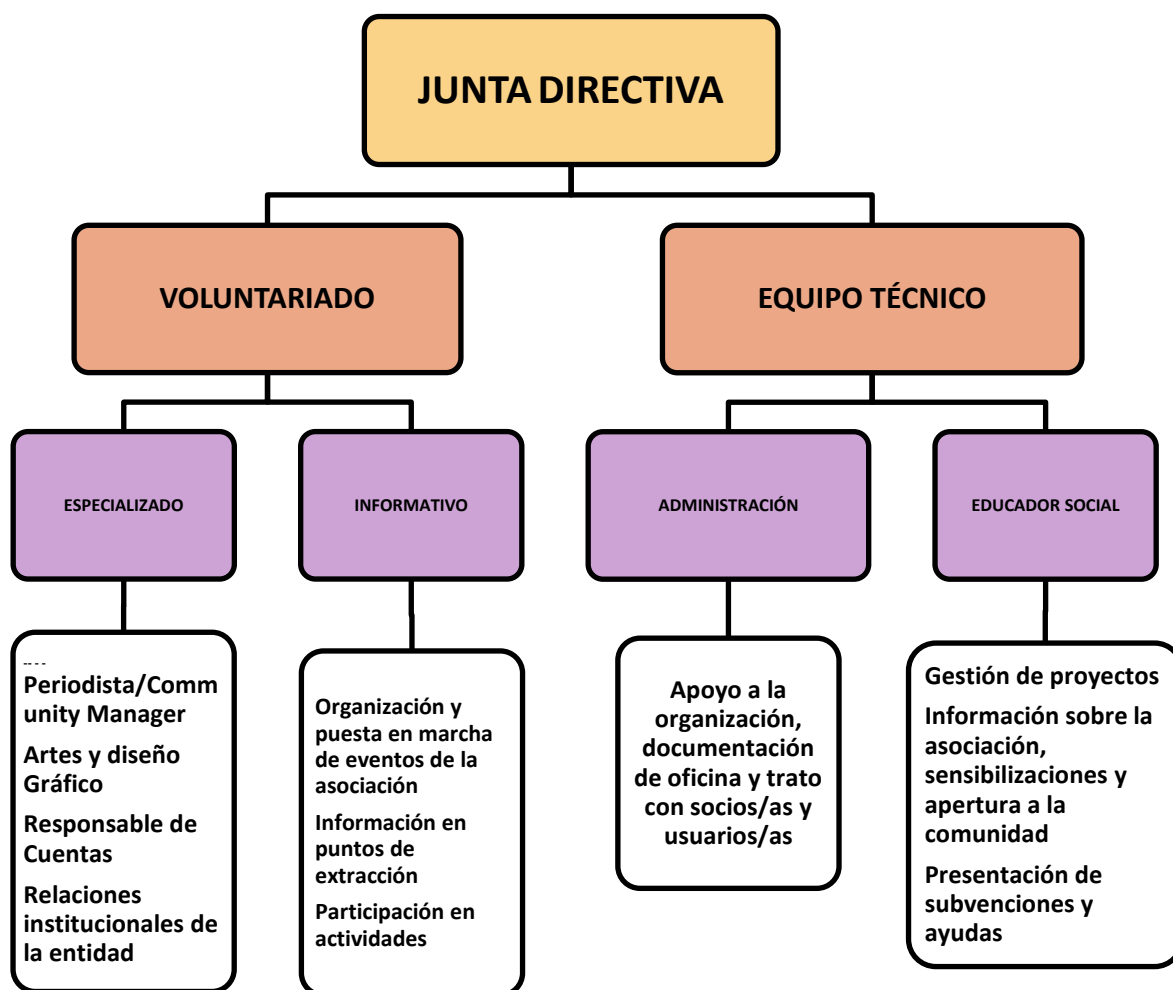 JUNTA DIRECTIVA
VOLUNTARIADO
EQUIPO TÉCNICO
ESPECIALIZADO
INFORMATIVO
ADMINISTRACIÓN
EDUCADOR SOCIAL
Periodista/Comm
unity Manager
Artes y diseño
Gráfico
Responsable de
Cuentas
Relaciones
institucionales de
la entidad
Organización y
puesta en marcha
de eventos de la
asociación
Información en
puntos de
extracción
Participación en
actividades
Apoyo a la
organización,
documentación
de oficina y trato
con socios/as y
usuarios/as
Gestión de proyectos
Información sobre la
asociación,
sensibilizaciones y
apertura a la
comunidad
Presentación de
subvenciones y
ayudas